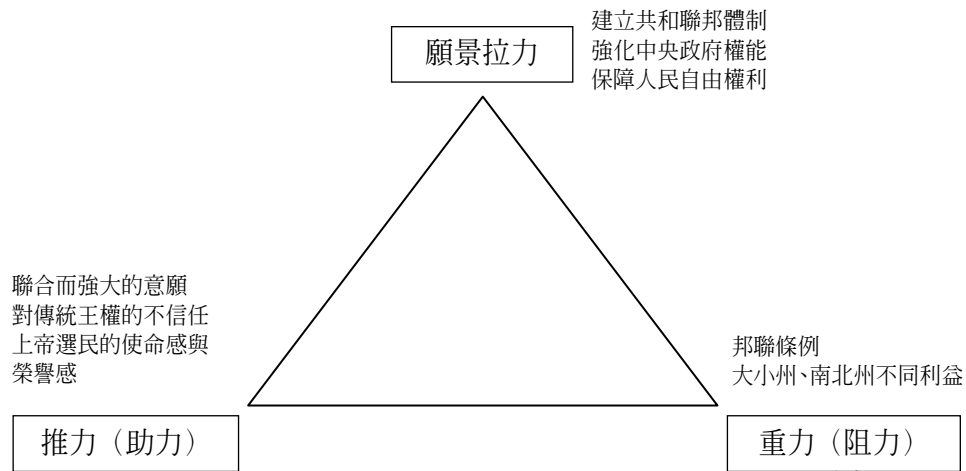 願景拉力
建立共和聯邦體制
強化中央政府權能
保障人民自由權利
聯合而強大的意願
對傳統王權的不信任
上帝選民的使命感與
榮譽感
推力（助力）
邦聯條例
大小州、南北州不同利益
重力（阻力）